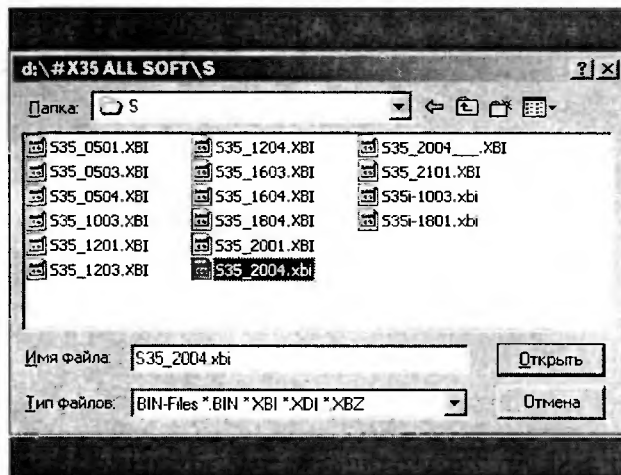 d:\#X35 ALL SOFT\S
Папка: S
S35_0501.XBI S35_1204.XBI S35_2004___.XBI
S35_0503.XBI S35_1603.XBI S35_2101.XBI
S35_0504.XBI S35_1604.XBI S35i-1003.xbi
S35_1003.XBI S35_1804.XBI S35i-1801.xbi
S35_1201.XBI S35_2001.XBI
S35_1203.XBI S35_2004.xbi
Имя файла: S35_2004.xbi Открыть
Тип файлов: BIN-Files *.BIN *.XBI *.XDI *.XBZ Отмена